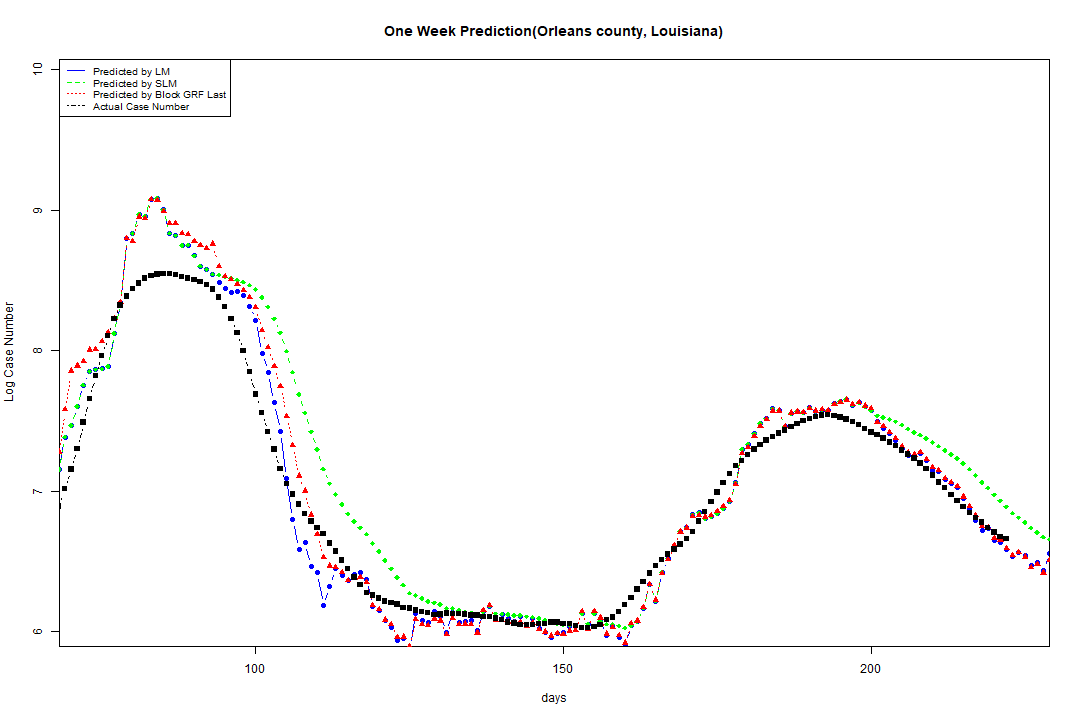 One Week Prediction(Orleans county, Louisiana)
Predicted by LM
Predicted by SLM
Predicted by Block GRF Last
Actual Case Number
Log Case Number
10
9
8
7
6
100 150 200
days